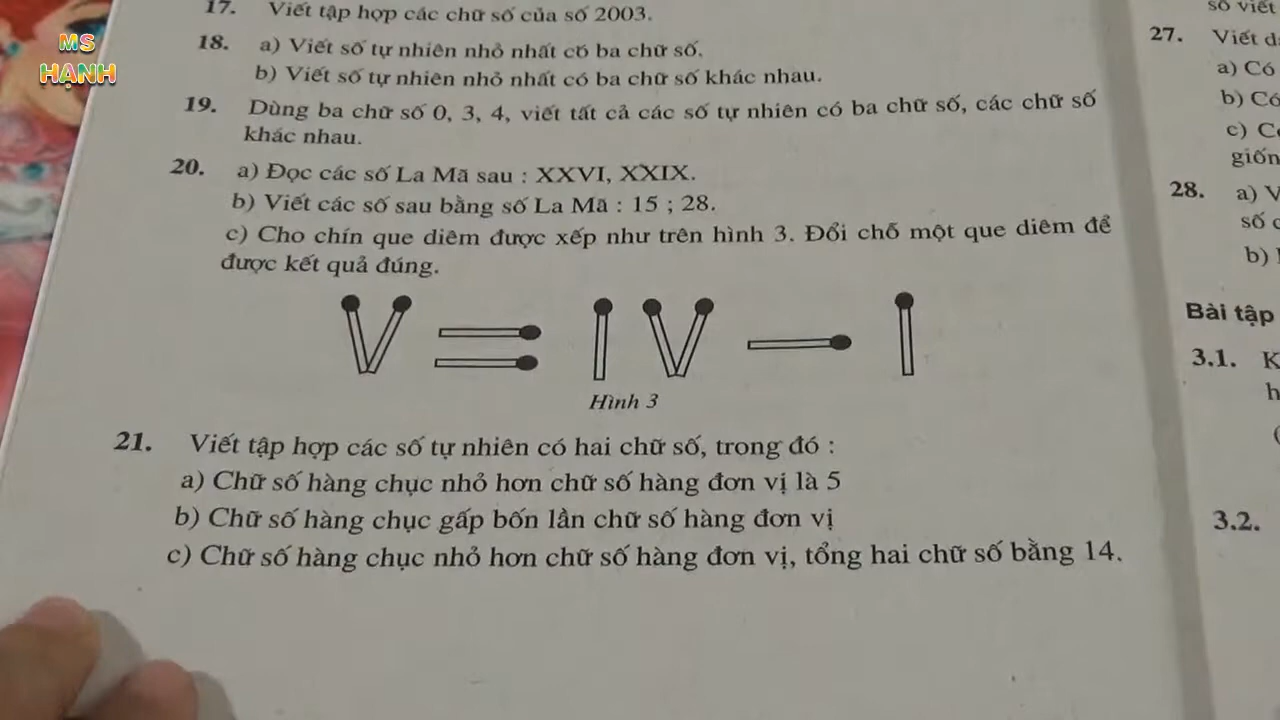 MS
HẠNH
17. Viết tập hợp các chữ số của số 2003.
18. a) Viết số tự nhiên nhỏ nhất có ba chữ số.
b) Viết số tự nhiên nhỏ nhất có ba chữ số khác nhau.
19. Dùng ba chữ số 0, 3, 4, viết tất cả các số tự nhiên có ba chữ số, các chữ số
khác nhau.
20. a) Đọc các số La Mã sau : XXVI, XXIX.
b) Viết các số sau bằng số La Mã : 15 ; 28.
c) Cho chín que diêm được xếp như trên hình 3. Đổi chỗ một que diêm để
được kết quả đúng.
V = IV - I
Hình 3
21. Viết tập hợp các số tự nhiên có hai chữ số, trong đó :
a) Chữ số hàng chục nhỏ hơn chữ số hàng đơn vị là 5
b) Chữ số hàng chục gấp bốn lần chữ số hàng đơn vị
c) Chữ số hàng chục nhỏ hơn chữ số hàng đơn vị, tổng hai chữ số bằng 14.
số viết
27. Viết d
a) Có
b) Có
c) C
giốn
28. a) V
số
b)
Bài tập
3.1. K
h
3.2.